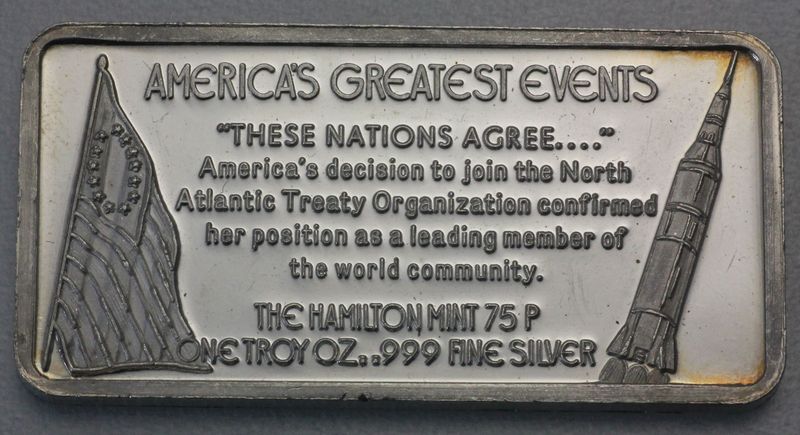 AMERICA'S GREATEST EVENTS
"THESE NATIONS AGREE...."
America's decision to join the North
Atlantic Treaty Organization confirmed
her position as a leading member of
the world community.
THE HAMILTON MINT 75 P
ONE TROY OZ. .999 FINE SILVER